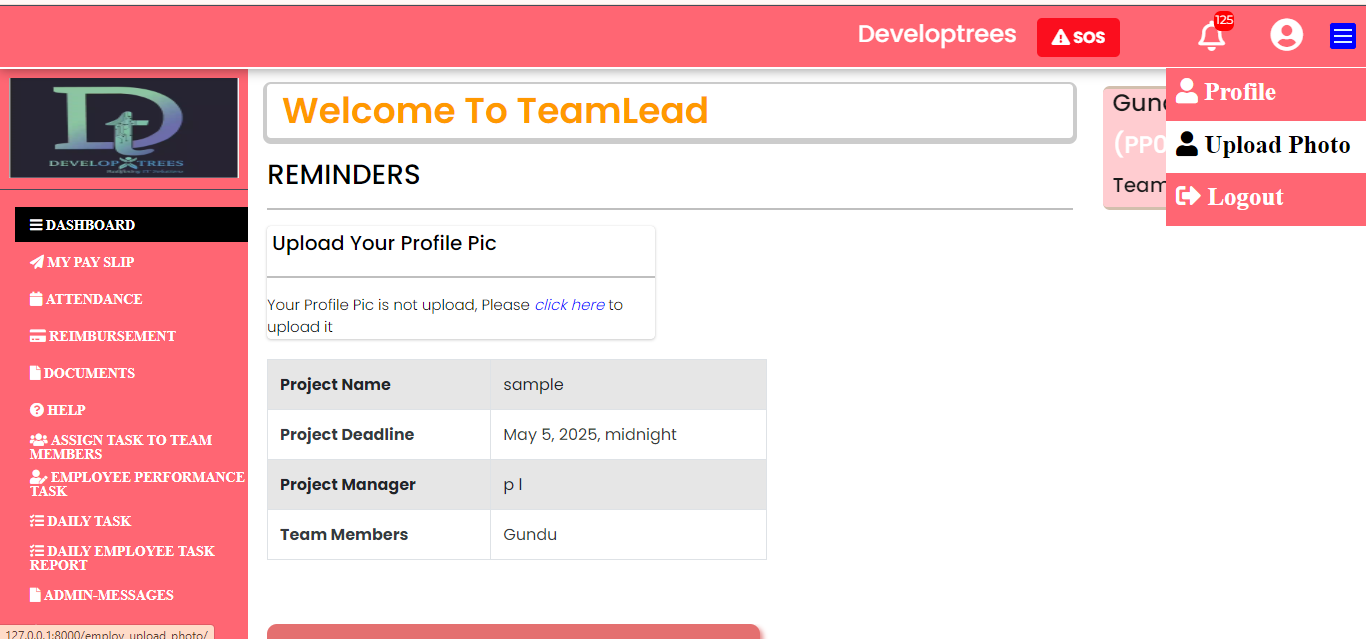 Developtrees
SOS
125
DEVELOPTREES
Profile
Upload Photo
Logout
Welcome To TeamLead
(PP0
Team
REMINDERS
DASHBOARD
MY PAY SLIP
ATTENDANCE
REIMBURSEMENT
DOCUMENTS
HELP
ASSIGN TASK TO TEAM
MEMBERS
EMPLOYEE PERFORMANCE
TASK
DAILY TASK
DAILY EMPLOYEE TASK
REPORT
ADMIN-MESSAGES
Upload Your Profile Pic
Your Profile Pic is not upload, Please click here to
upload it
Project Name sample
Project Deadline May 5, 2025, midnight
Project Manager p l
Team Members Gundu
127.0.0.1:8000/employ_upload_photo/